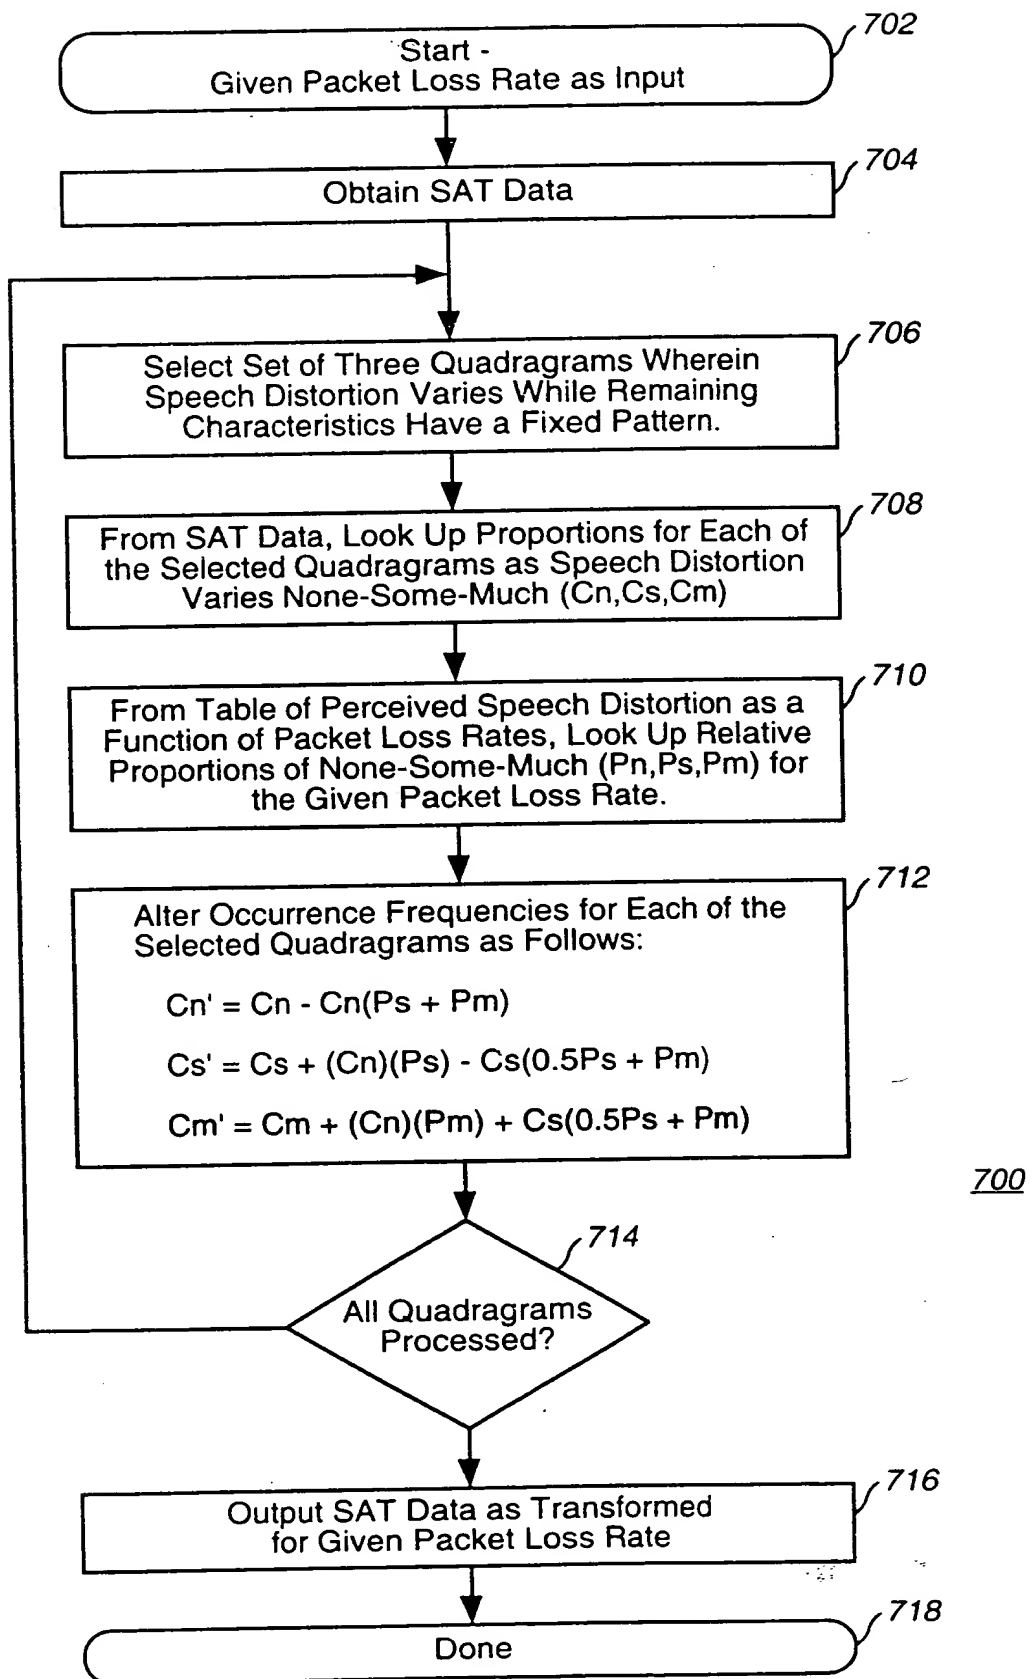 702
Start -
Given Packet Loss Rate as Input
704
Obtain SAT Data
706
Select Set of Three Quadragrams Wherein
Speech Distortion Varies While Remaining
Characteristics Have a Fixed Pattern.
708
From SAT Data, Look Up Proportions for Each of
the Selected Quadragrams as Speech Distortion
Varies None-Some-Much (Cn,Cs,Cm)
710
From Table of Perceived Speech Distortion as a
Function of Packet Loss Rates, Look Up Relative
Proportions of None-Some-Much (Pn,Ps,Pm) for
the Given Packet Loss Rate.
712
Alter Occurrence Frequencies for Each of the
Selected Quadragrams as Follows:
Cn' = Cn - Cn(Ps + Pm)
Cs' = Cs + (Cn)(Ps) - Cs(0.5Ps + Pm)
Cm' = Cm + (Cn)(Pm) + Cs(0.5Ps + Pm)
700
714
All Quadragrams
Processed?
716
Output SAT Data as Transformed
for Given Packet Loss Rate
718
Done